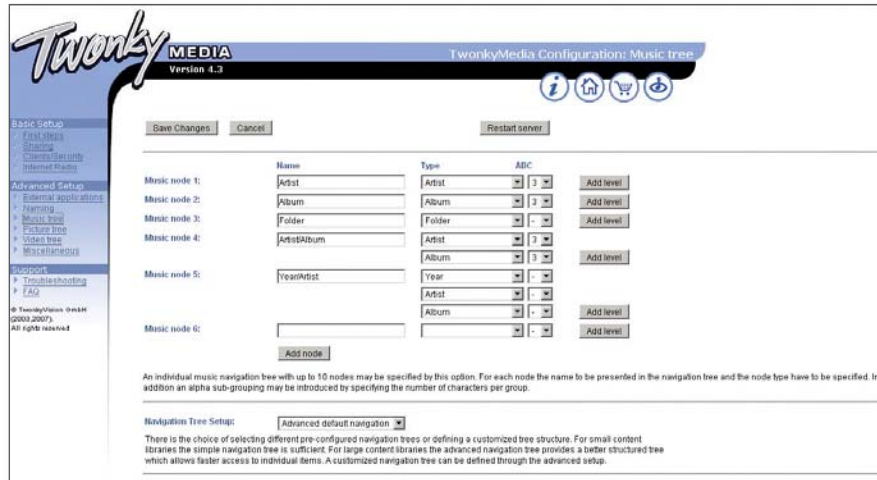 Twonky MEDIA
Version 4.3
TwonkyMedia Configuration: Music tree
Basic Setup
First steps
Sharing
Clients/Security
Internet Radio
Advanced Setup
External applications
Naming
Music tree
Picture tree
Video tree
Miscellaneous
Support
Troubleshooting
FAQ
© TwonkyVision GmbH
(2003,2007).
All rights reserved
Save Changes Cancel Restart server
Name Type ABC
Music node 1: Artist Artist 3 Add level
Music node 2: Album Album 3 Add level
Music node 3: Folder Folder - Add level
Music node 4: Artist/Album Artist 3
Album 3 Add level
Music node 5: Year/Artist Year -
Artist -
Album - Add level
Music node 6: - Add level
Add node
An individual music navigation tree with up to 10 nodes may be specified by this option. For each node the name to be presented in the navigation tree and the node type have to be specified. In
addition an alpha sub-grouping may be introduced by specifying the number of characters per group.
Navigation Tree Setup: Advanced default navigation
There is the choice of selecting different pre-configured navigation trees or defining a customized tree structure. For small content
libraries the simple navigation tree is sufficient. For large content libraries the advanced navigation tree provides a better structured tree
which allows faster access to individual items. A customized navigation tree can be defined through the advanced setup.